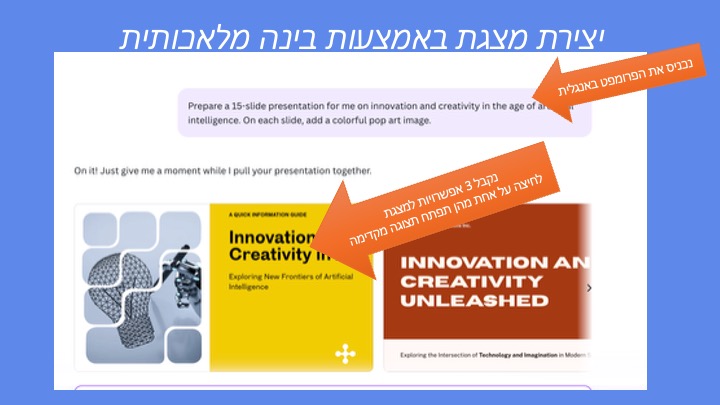 יצירת מצגת באמצעות בינה מלאכותית
נכניס את הפרומפט באנגלית
Prepare a 15-slide presentation for me on innovation and creativity in the age of
intelligence. On each slide, add a colorful pop art image.
On it! Just give me a moment while I pull your presentation together.
נקבל 3 אפשרויות למצגת
לחיצה על אחת מהן תפתח תצוגה מקדימה
A QUICK INFORMATION GUIDE
Innovation
Creativity in
Exploring New Frontiers of Artificial
Intelligence
INNOVATION AN
CREATIVITY
UNLEASHED
Exploring the Intersection of Technology and Imagination in Modern